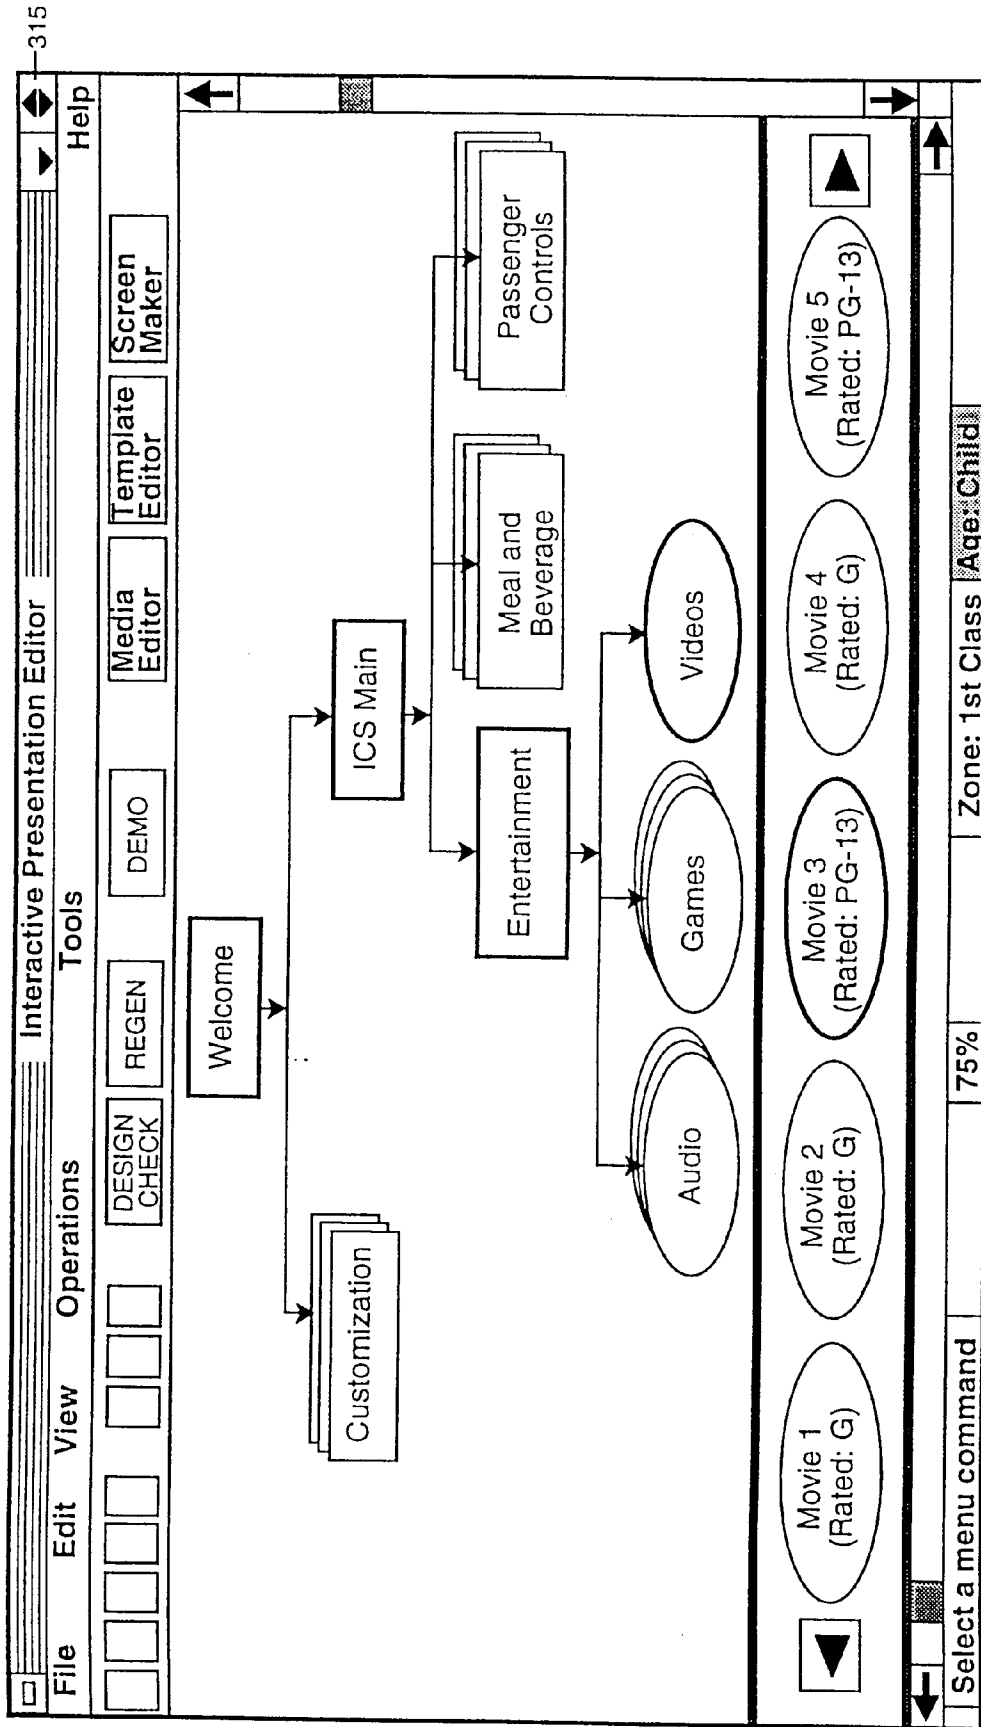 Interactive Presentation Editor
315
File Edit View Operations Tools Help
DESIGN
CHECK
REGEN
DEMO
Media
Editor
Template
Editor
Screen
Maker
Welcome
Customization
ICS Main
Entertainment
Meal and
Beverage
Passenger
Controls
Audio
Games
Videos
Movie 1
(Rated: G)
Movie 2
(Rated: G)
Movie 3
(Rated: PG-13)
Movie 4
(Rated: G)
Movie 5
(Rated: PG-13)
Select a menu command 75% Zone: 1st Class Age: Child